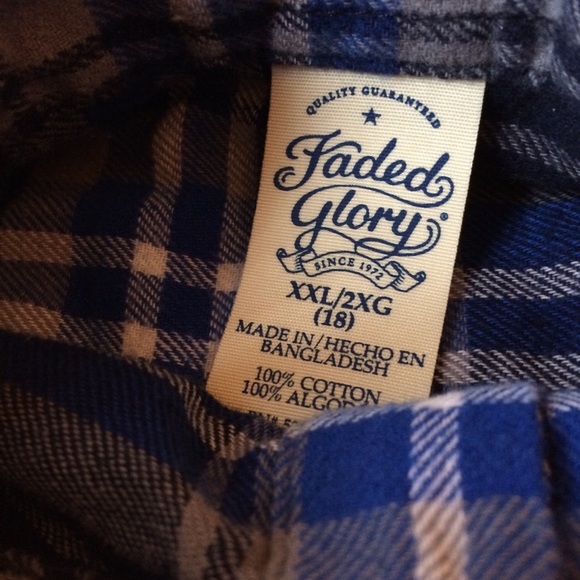 QUALITY GUARANTEED
Faded
Glory®
SINCE 1972
XXL/2XG
(18)
MADE IN/HECHO EN
BANGLADESH
100% COTTON